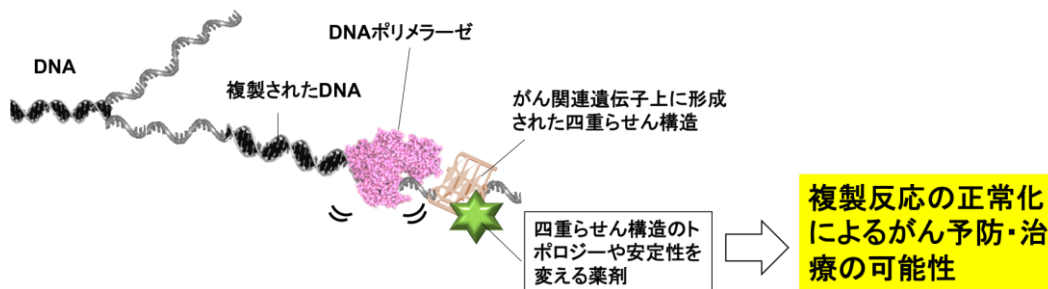 DNAポリメラーゼ
DNA
複製されたDNA
がん関連遺伝子上に形成
された四重らせん構造
四重らせん構造のト
ポロジーや安定性を
変える薬剤
複製反応の正常化
によるがん予防・治
療の可能性